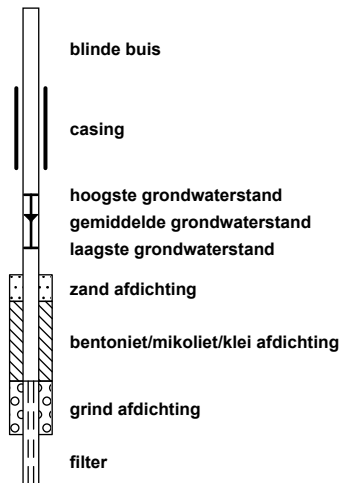 blinde buis
casing
hoogste grondwaterstand
gemiddelde grondwaterstand
laagste grondwaterstand
zand afdichting
bentoniet/mikoliet/klei afdichting
grind afdichting
filter